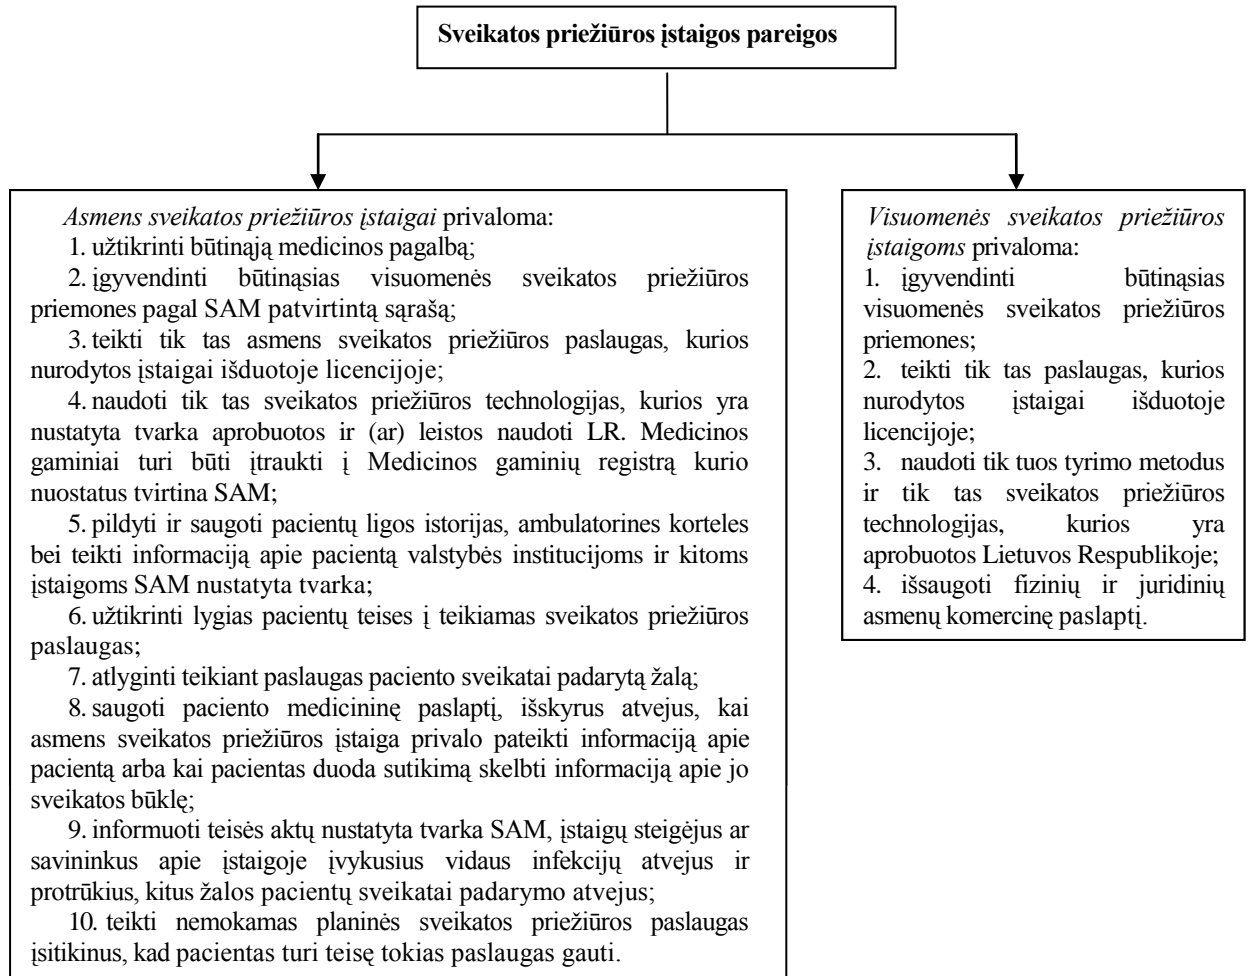 Sveikatos priežiūros įstaigos pareigos
Asmens sveikatos priežiūros įstaigai privaloma:
1. užtikrinti būtinąją medicinos pagalbą;
2. įgyvendinti būtinąsias visuomenės sveikatos priežiūros
priemones pagal SAM patvirtintą sąrašą;
3. teikti tik tas asmens sveikatos priežiūros paslaugas, kurios
nurodytos įstaigai išduotoje licencijoje;
4. naudoti tik tas sveikatos priežiūros technologijas, kurios yra
nustatyta tvarka aprobuotos ir (ar) leistos naudoti LR. Medicinos
gaminiai turi būti įtraukti į Medicinos gaminių registrą kurio
nuostatus tvirtina SAM;
5. pildyti ir saugoti pacientų ligos istorijas, ambulatorines korteles
bei teikti informaciją apie pacientą valstybės institucijoms ir kitoms
įstaigoms SAM nustatyta tvarka;
6. užtikrinti lygias pacientų teises į teikiamas sveikatos priežiūros
paslaugas;
7. atlyginti teikiant paslaugas paciento sveikatai padarytą žalą;
8. saugoti paciento medicininę paslaptį, išskyrus atvejus, kai
asmens sveikatos priežiūros įstaiga privalo pateikti informaciją apie
pacientą arba kai pacientas duoda sutikimą skelbti informaciją apie jo
sveikatos būklę;
9. informuoti teisės aktų nustatyta tvarka SAM, įstaigų steigėjus ar
savininkus apie įstaigoje įvykusius vidaus infekcijų atvejus ir
protrūkius, kitus žalos pacientų sveikatai padarymo atvejus;
10. teikti nemokamas planinės sveikatos priežiūros paslaugas
įsitikinus, kad pacientas turi teisę tokias paslaugas gauti.
Visuomenės sveikatos priežiūros
įstaigoms privaloma:
1. įgyvendinti būtinąsias
visuomenės sveikatos priežiūros
priemones;
2. teikti tik tas paslaugas, kurios
nurodytos įstaigai išduotoje
licencijoje;
3. naudoti tik tuos tyrimo metodus
ir tik tas sveikatos priežiūros
technologijas, kurios yra
aprobuotos Lietuvos Respublikoje;
4. išsaugoti fizinių ir juridinių
asmenų komercinę paslaptį.